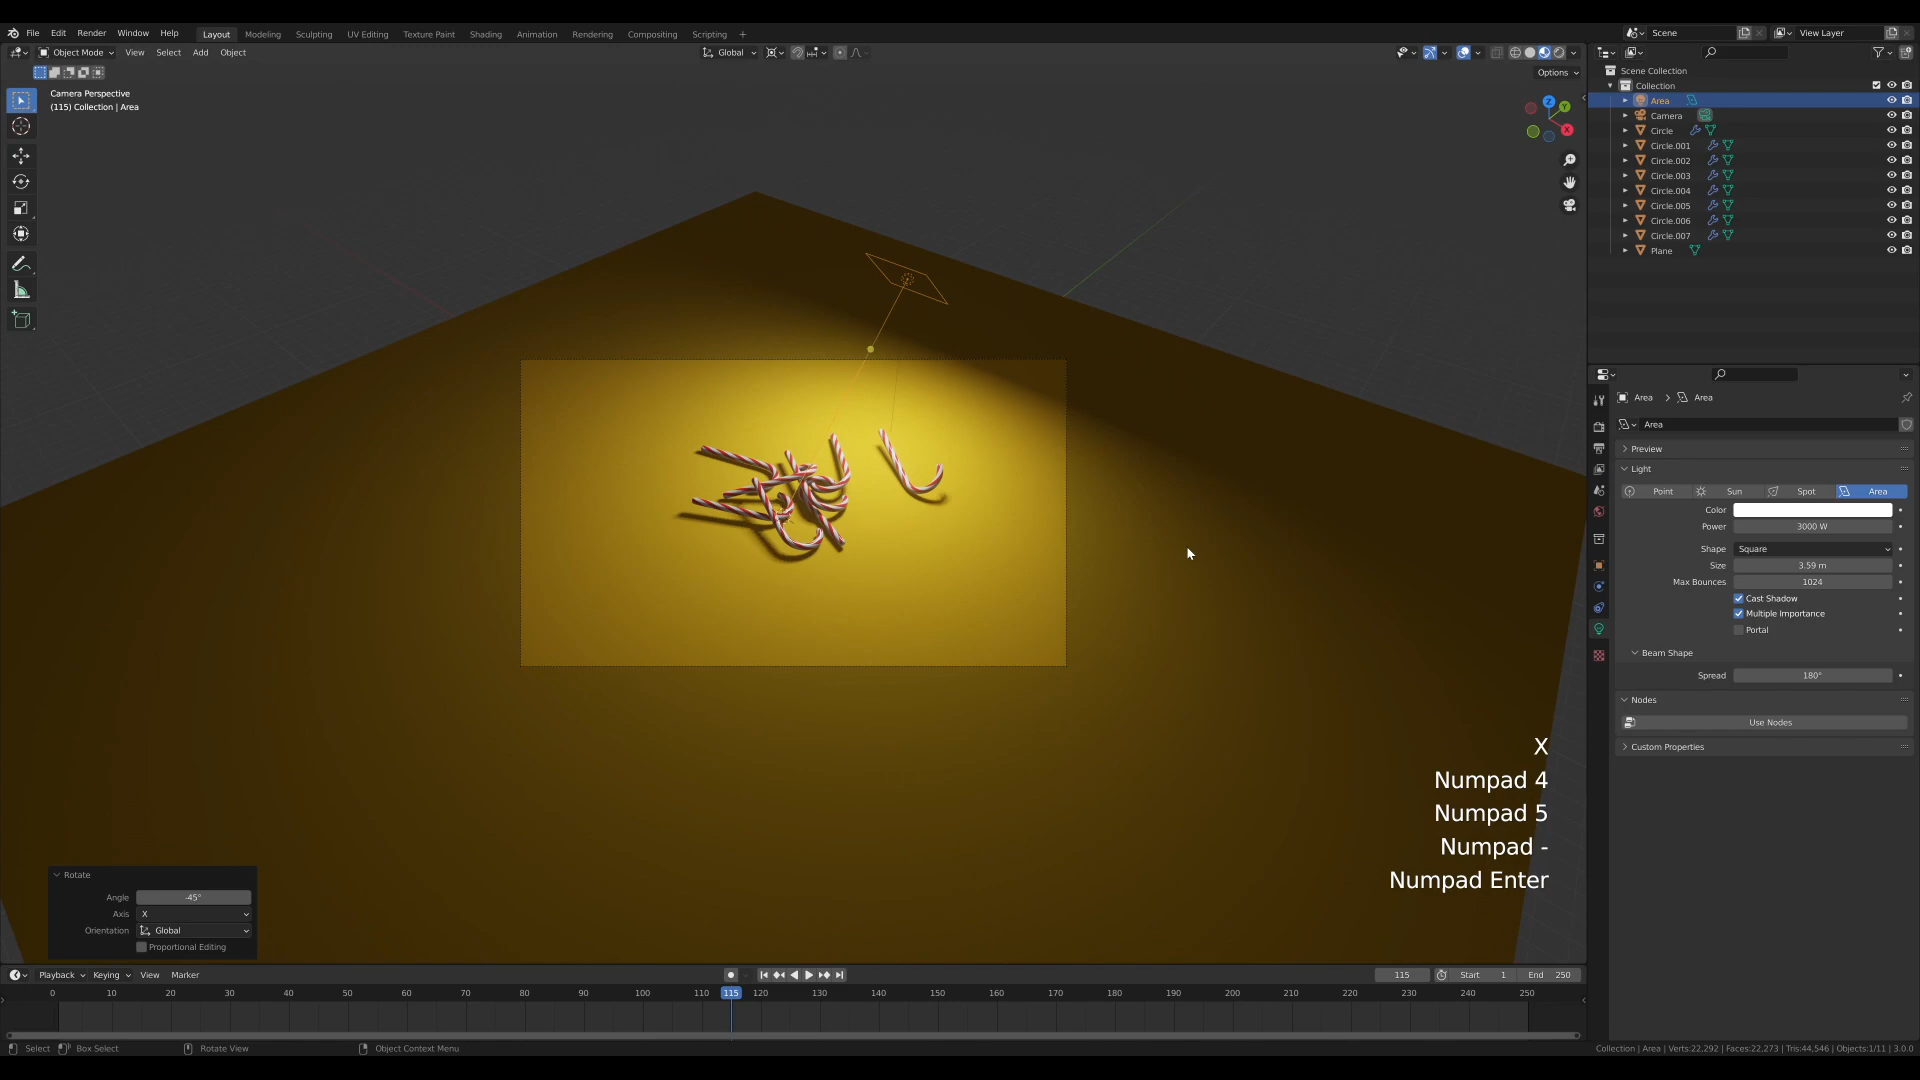 File Edit Render Window Help Layout Modeling Sculpting UV Editing Texture Paint Shading Animation Rendering Compositing Scripting + Scene View Layer
Object Mode View Select Add Object Global
Options
Camera Perspective
(115) Collection | Area
Z
Y
X
Scene Collection
Collection
Area
Camera
Circle
Circle.001
Circle.002
Circle.003
Circle.004
Circle.005
Circle.006
Circle.007
Plane
Area > Area
Area
Preview
Light
Point Sun Spot Area
Color
Power 3000 W
Shape Square
Size 3.59 m
Max Bounces 1024
Cast Shadow
Multiple Importance
Portal
Beam Shape
Spread 180°
Nodes
Use Nodes
Custom Properties
X
Numpad 4
Numpad 5
Numpad -
Numpad Enter
Rotate
Angle -45°
Axis X
Orientation Global
Proportional Editing
Playback Keying View Marker 115 Start 1 End 250
0 10 20 30 40 50 60 70 80 90 100 110 115 120 130 140 150 160 170 180 190 200 210 220 230 240 250
Select Box Select Rotate View Object Context Menu Collection | Area | Verts:22,292 | Faces:22,273 | Tris:44,546 | Objects:1/11 | 3.0.0